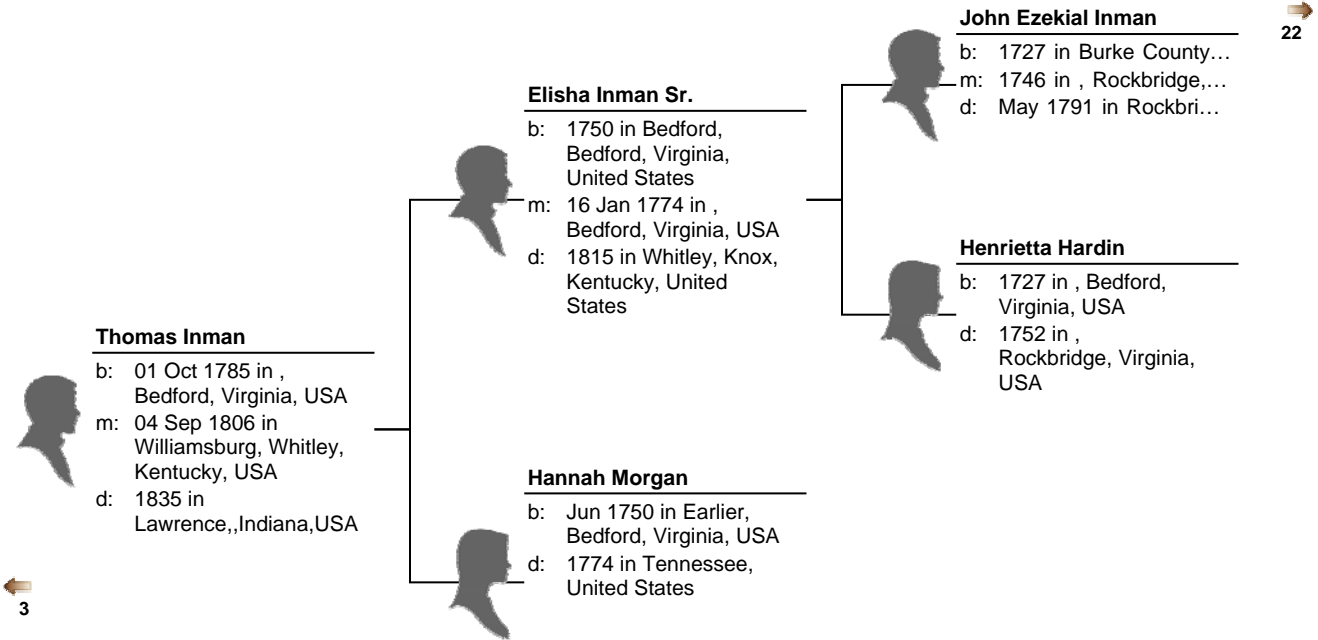 John Ezekial Inman
b: 1727 in Burke County…
m: 1746 in , Rockbridge,…
d: May 1791 in Rockbri…
22
Elisha Inman Sr.
b: 1750 in Bedford,
Bedford, Virginia,
United States
m: 16 Jan 1774 in ,
Bedford, Virginia, USA
d: 1815 in Whitley, Knox,
Kentucky, United
States
Henrietta Hardin
b: 1727 in , Bedford,
Virginia, USA
d: 1752 in ,
Rockbridge, Virginia,
USA
Thomas Inman
b: 01 Oct 1785 in ,
Bedford, Virginia, USA
m: 04 Sep 1806 in
Williamsburg, Whitley,
Kentucky, USA
d: 1835 in
Lawrence,,Indiana,USA
Hannah Morgan
b: Jun 1750 in Earlier,
Bedford, Virginia, USA
d: 1774 in Tennessee,
United States
3